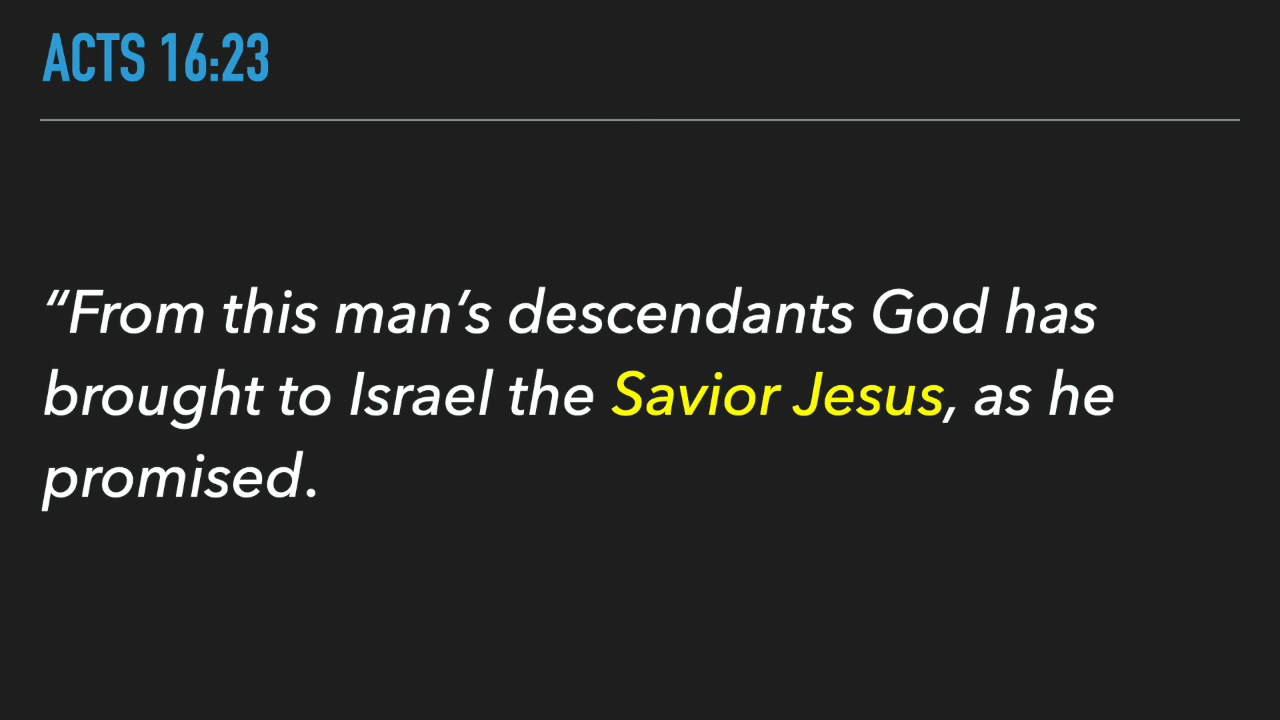 ACTS 16:23
“From this man’s descendants God has
brought to Israel the Savior Jesus, as he
promised.